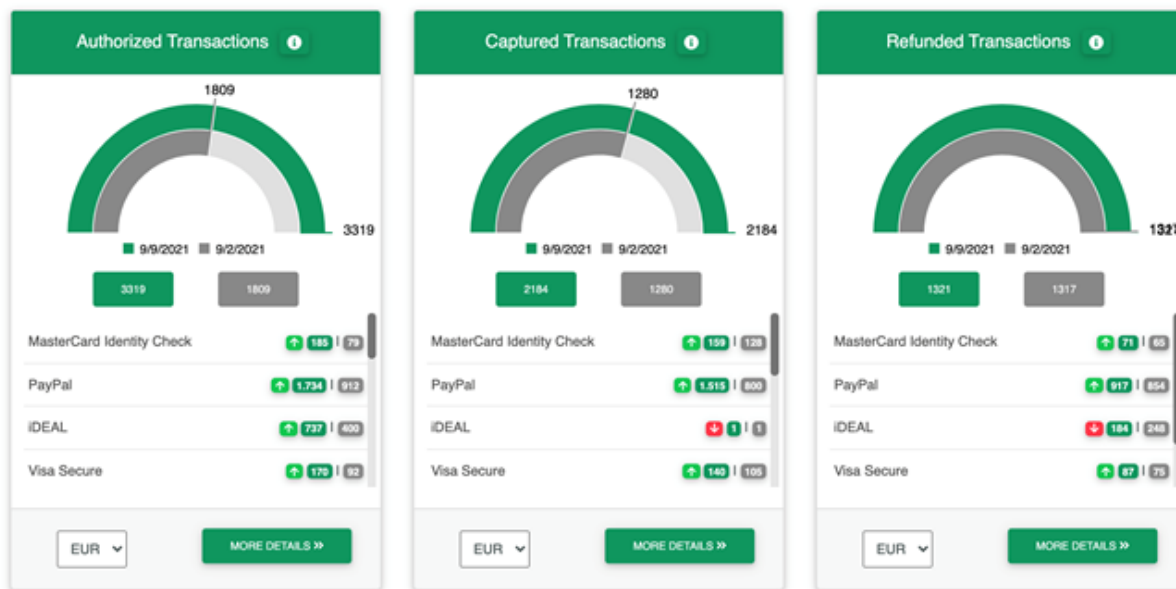 Authorized Transactions
1809
3319
9/9/2021 9/2/2021
3319 1809
MasterCard Identity Check 185 | 79
PayPal 1.734 | 912
iDEAL 737 | 400
Visa Secure 170 | 92
EUR MORE DETAILS »
Captured Transactions
1280
2184
9/9/2021 9/2/2021
2184 1280
MasterCard Identity Check 159 | 128
PayPal 1.515 | 800
iDEAL 1 | 1
Visa Secure 140 | 105
EUR MORE DETAILS »
Refunded Transactions
9/9/2021 9/2/2021
1321 1317
MasterCard Identity Check 71 | 65
PayPal 917 | 854
iDEAL 184 | 248
Visa Secure 87 | 75
EUR MORE DETAILS »